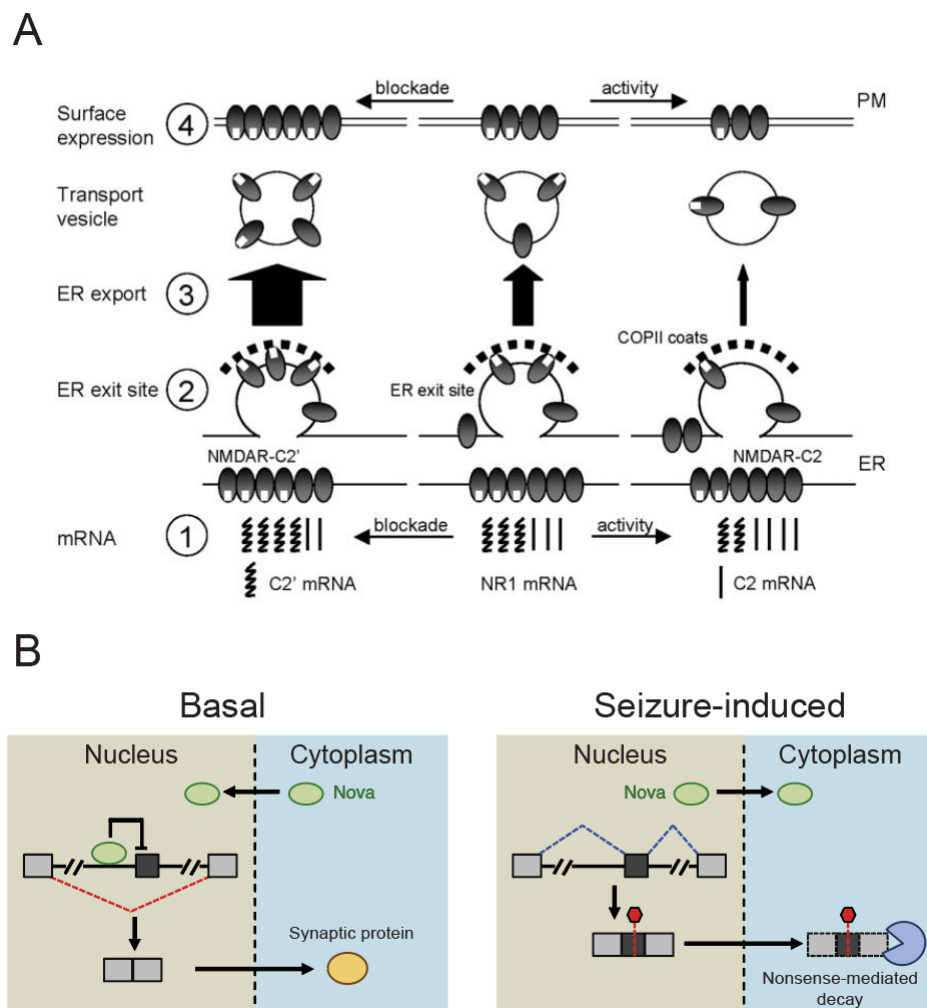 A
blockade
activity
PM
Surface
expression
4
Transport
vesicle
ER export
3
COPII coats
ER exit site
2
ER exit site
NMDAR-C2'
NMDAR-C2
ER
mRNA
1
blockade
activity
C2' mRNA
NR1 mRNA
C2 mRNA
B
Basal
Nucleus
Cytoplasm
Nova
Synaptic protein
Seizure-induced
Nucleus
Cytoplasm
Nova
Nonsense-mediated
decay